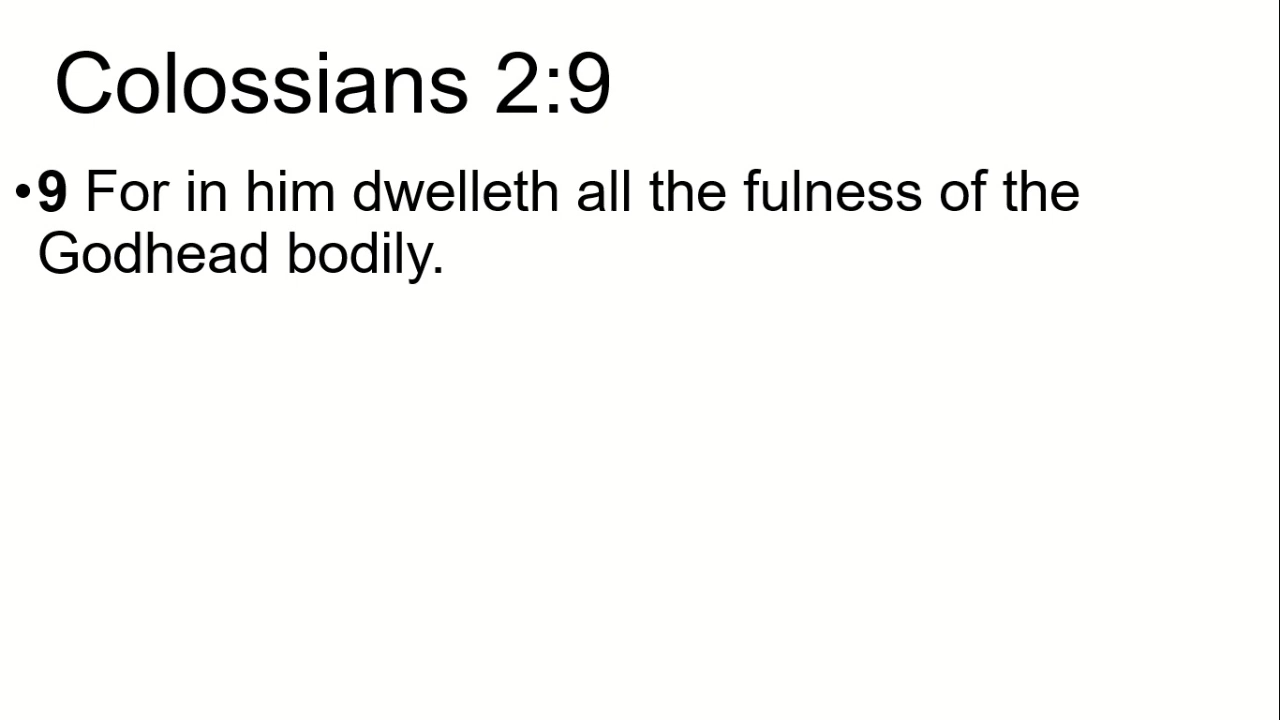 Colossians 2:9
•9 For in him dwelleth all the fulness of the
Godhead bodily.